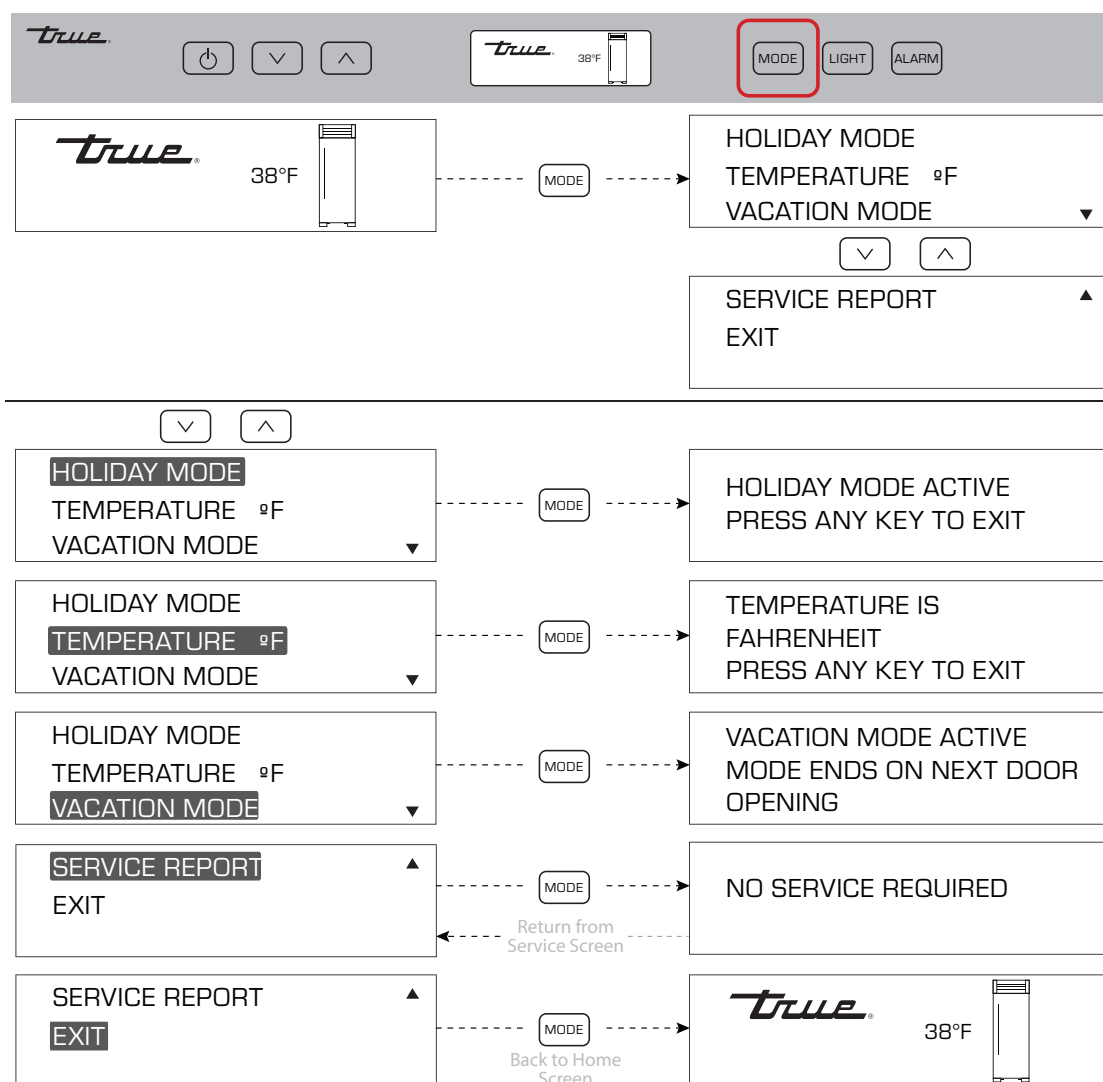 true®
true® 38°F
MODE LIGHT ALARM
true® 38°F
MODE
HOLIDAY MODE
TEMPERATURE ºF
VACATION MODE
SERVICE REPORT
EXIT
HOLIDAY MODE
TEMPERATURE ºF
VACATION MODE
MODE
HOLIDAY MODE ACTIVE
PRESS ANY KEY TO EXIT
HOLIDAY MODE
TEMPERATURE ºF
VACATION MODE
MODE
TEMPERATURE IS
FAHRENHEIT
PRESS ANY KEY TO EXIT
HOLIDAY MODE
TEMPERATURE ºF
VACATION MODE
MODE
VACATION MODE ACTIVE
MODE ENDS ON NEXT DOOR
OPENING
SERVICE REPORT
EXIT
MODE
Return from
Service Screen
NO SERVICE REQUIRED
SERVICE REPORT
EXIT
MODE
Back to Home
Screen
true® 38°F